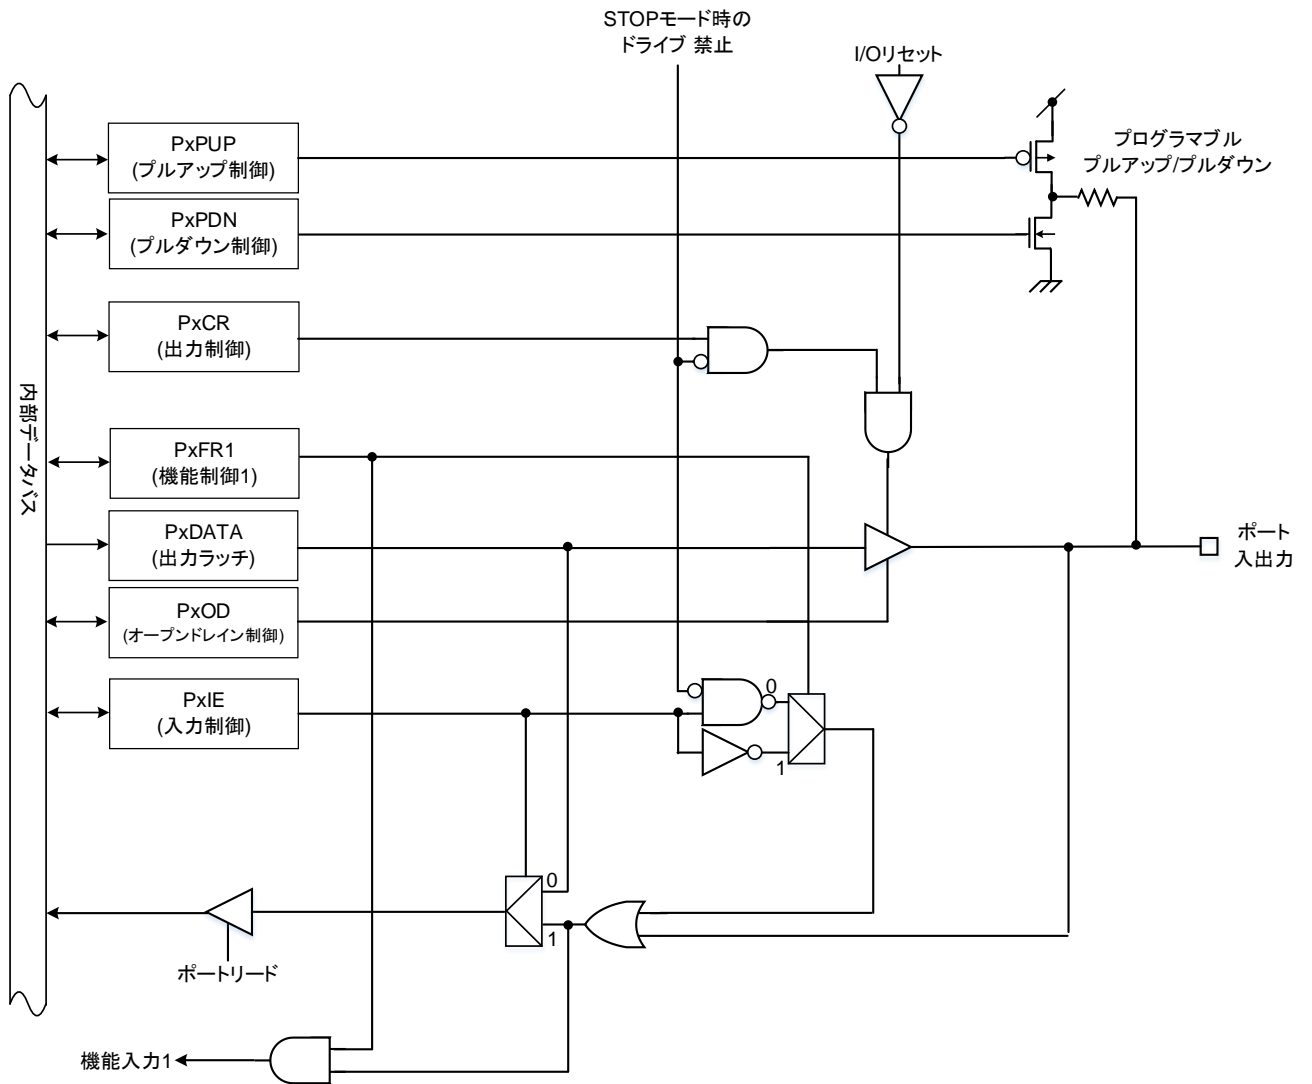 STOPモード時の
ドライブ 禁止
I/Oリセット
PxPUP
(プルアップ制御)
プログラマブル
プルアップ/プルダウン
PxPDN
(プルダウン制御)
PxCR
(出力制御)
内部データバス
PxFR1
(機能制御1)
PxDATA
(出力ラッチ)
ポート
入出力
PxOD
(オープンドレイン制御)
PxIE
(入力制御)
0
1
0
1
ポートリード
機能入力1